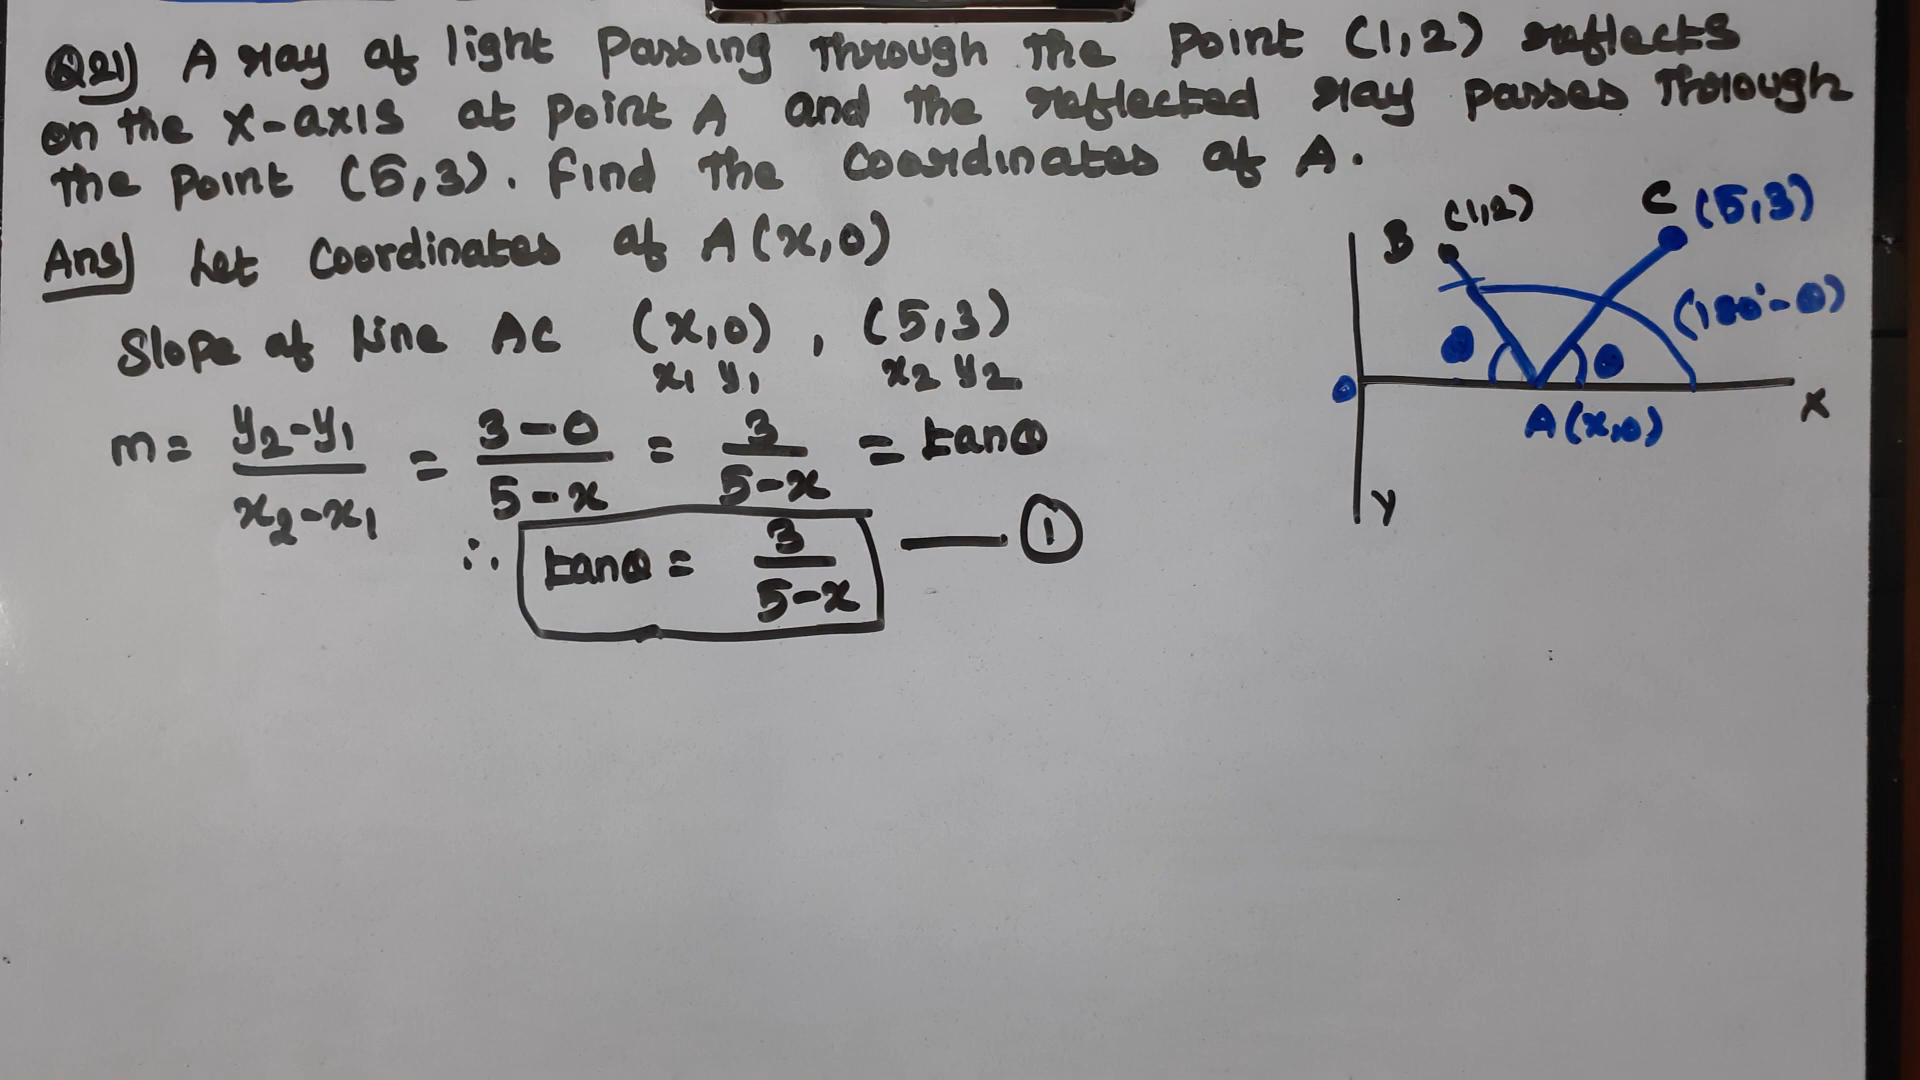 Q21) A ray of light passing through the point (1,2) reflects
on the x-axis at point A and the reflected ray passes through
the point (5,3). Find the coordinates of A.
Ans) Let coordinates of A(x,0)
Slope of line AC (x,0), (5,3)
x1 y1 x2 y2
m = y2-y1 / x2-x1 = 3-0 / 5-x = 3 / 5-x = tanθ
∴ tanθ = 3 / 5-x — ①
B (1,2)
C (5,3)
(180°-θ)
θ θ
O A(x,0) X
Y